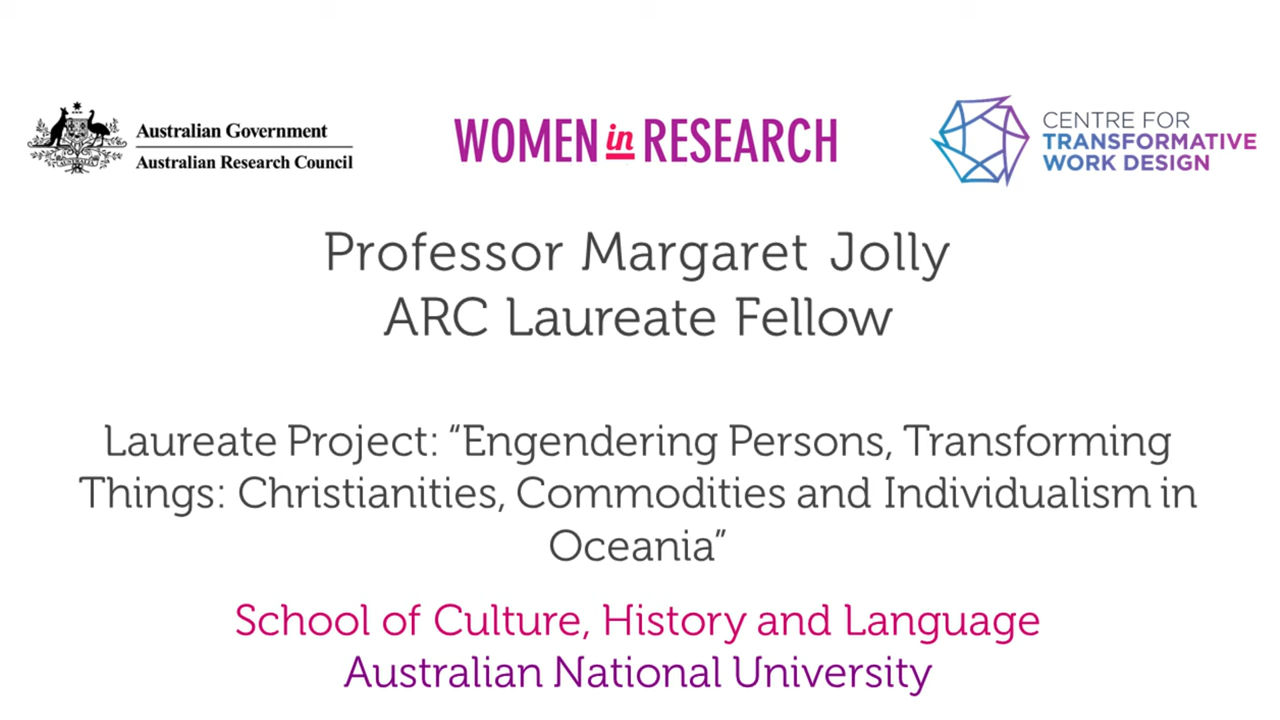 Australian Government
Australian Research Council
WOMEN in RESEARCH
CENTRE FOR
TRANSFORMATIVE
WORK DESIGN
Professor Margaret Jolly
ARC Laureate Fellow
Laureate Project: “Engendering Persons, Transforming
Things: Christianities, Commodities and Individualism in
Oceania”
School of Culture, History and Language
Australian National University